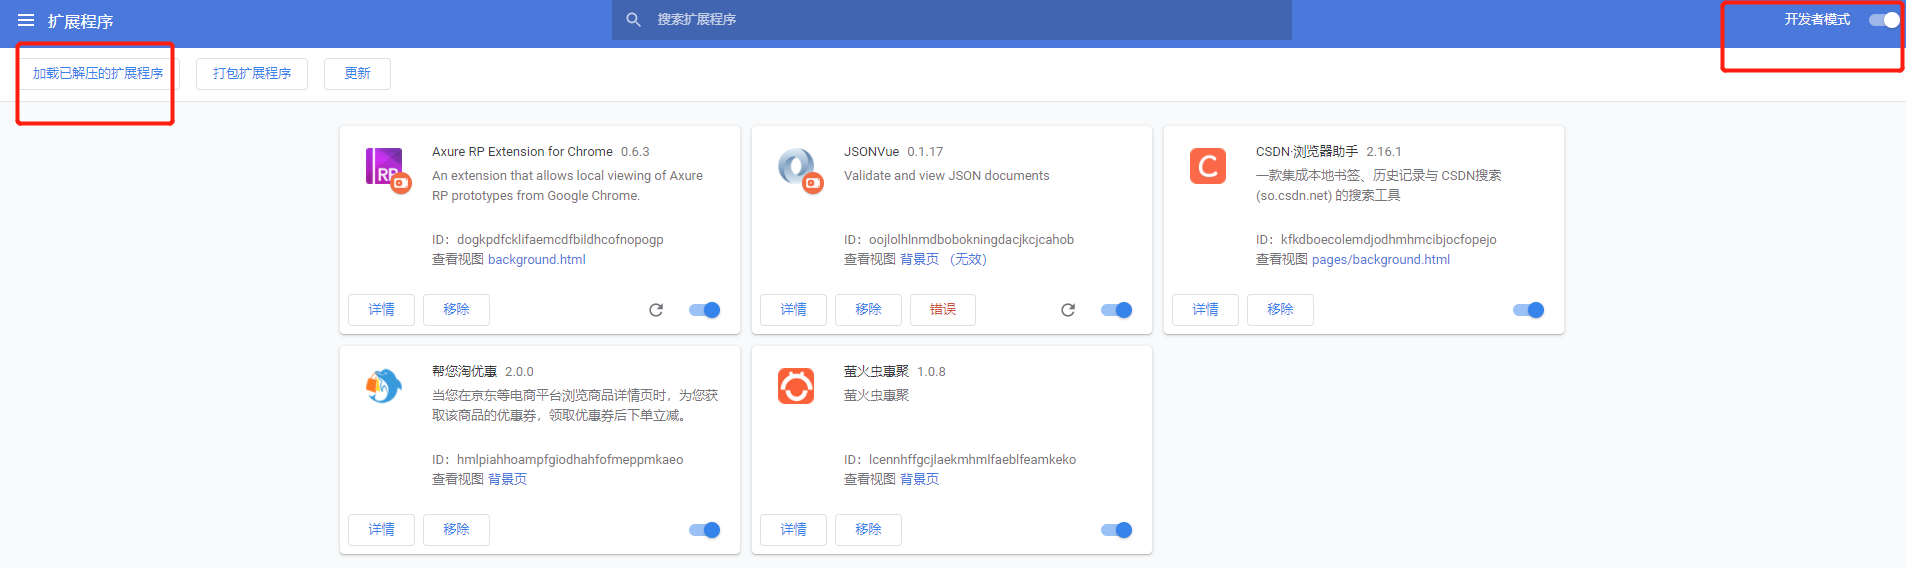 扩展程序
搜索扩展程序
开发者模式
加载已解压的扩展程序
打包扩展程序
更新
Axure RP Extension for Chrome 0.6.3
An extension that allows local viewing of Axure
RP prototypes from Google Chrome.
ID：dogkpdfcklifaemcdfbildhcofnopogp
查看视图 background.html
详情
移除
JSONVue 0.1.17
Validate and view JSON documents
ID：oojlolhlnmdbobokningdacjkcjcahob
查看视图 背景页 （无效）
详情
移除
错误
CSDN·浏览器助手 2.16.1
一款集成本地书签、历史记录与 CSDN搜索
(so.csdn.net) 的搜索工具
ID：kfkdboecolemdjodhmhmcibjocfopejo
查看视图 pages/background.html
详情
移除
帮您淘优惠 2.0.0
当您在京东等电商平台浏览商品详情页时，为您获
取该商品的优惠券，领取优惠券后下单立减。
ID：hmlpiahhoampfgiodhahfofmeppmkaeo
查看视图 背景页
详情
移除
萤火虫惠聚 1.0.8
萤火虫惠聚
ID：lcennhffgcjlaekmhmlfaeblfeamkeko
查看视图 背景页
详情
移除